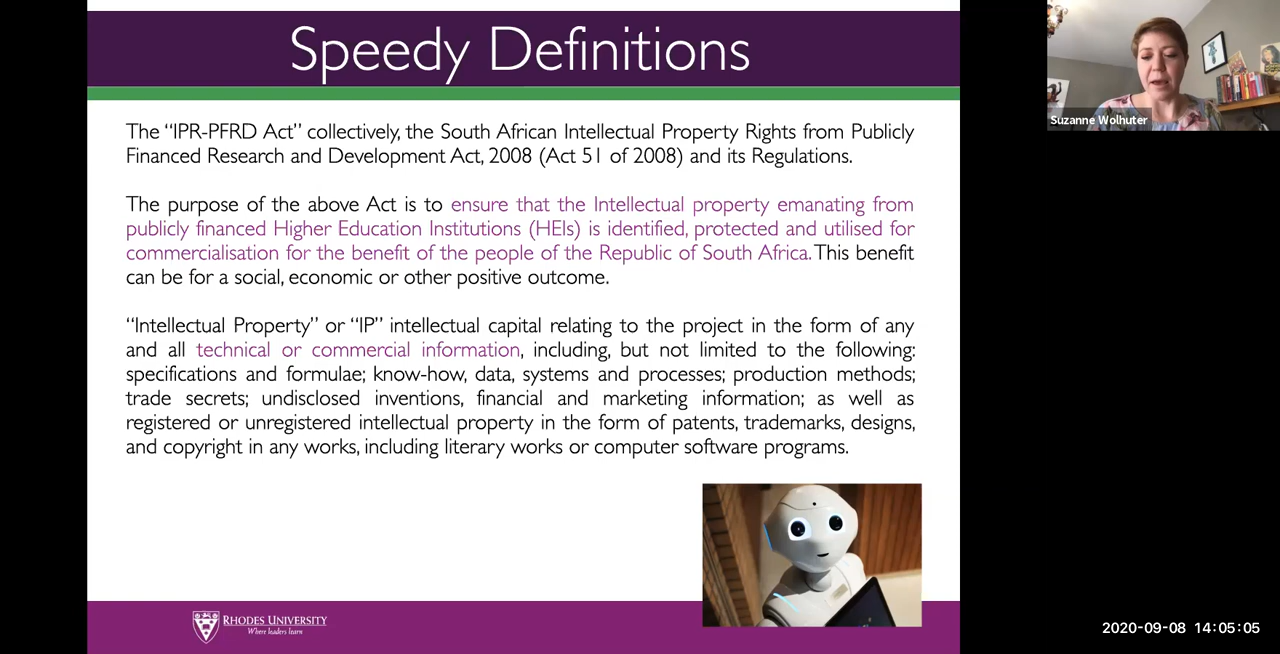 Speedy Definitions
Suzanne Wolhuter
The “IPR-PFRD Act” collectively, the South African Intellectual Property Rights from Publicly
Financed Research and Development Act, 2008 (Act 51 of 2008) and its Regulations.
The purpose of the above Act is to ensure that the Intellectual property emanating from
publicly financed Higher Education Institutions (HEIs) is identified, protected and utilised for
commercialisation for the benefit of the people of the Republic of South Africa. This benefit
can be for a social, economic or other positive outcome.
“Intellectual Property” or “IP” intellectual capital relating to the project in the form of any
and all technical or commercial information, including, but not limited to the following:
specifications and formulae; know-how, data, systems and processes; production methods;
trade secrets; undisclosed inventions, financial and marketing information; as well as
registered or unregistered intellectual property in the form of patents, trademarks, designs,
and copyright in any works, including literary works or computer software programs.
RHODES UNIVERSITY
Where leaders learn
2020-09-08 14:05:05